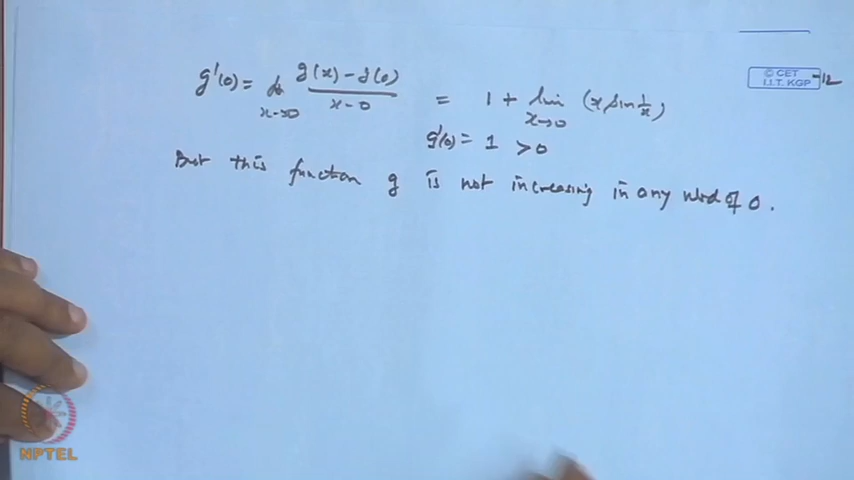 g'(0) = lim x→0 g(x) - g(0) / x - 0 = 1 + lim x→0 (x sin 1/x)
g'(0) = 1 > 0
But this function g is not increasing in any nbd of 0.
© CET
I.I.T. KGP
NPTEL